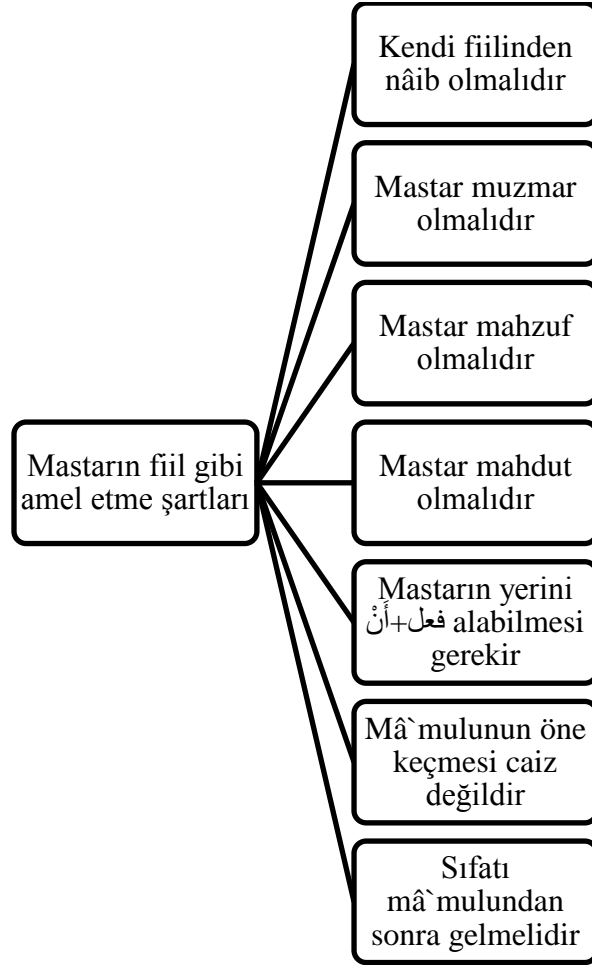 Kendi fiilinden
nâib olmalıdır
Mastar muzmar
olmalıdır
Mastar mahzuf
olmalıdır
Mastarın fiil gibi
amel etme şartları
Mastar mahdut
olmalıdır
Mastarın yerini
فعل+أَنْ alabilmesi
gerekir
Mâ`mulunun öne
keçmesi caiz
değildir
Sıfatı
mâ`mulundan
sonra gelmelidir